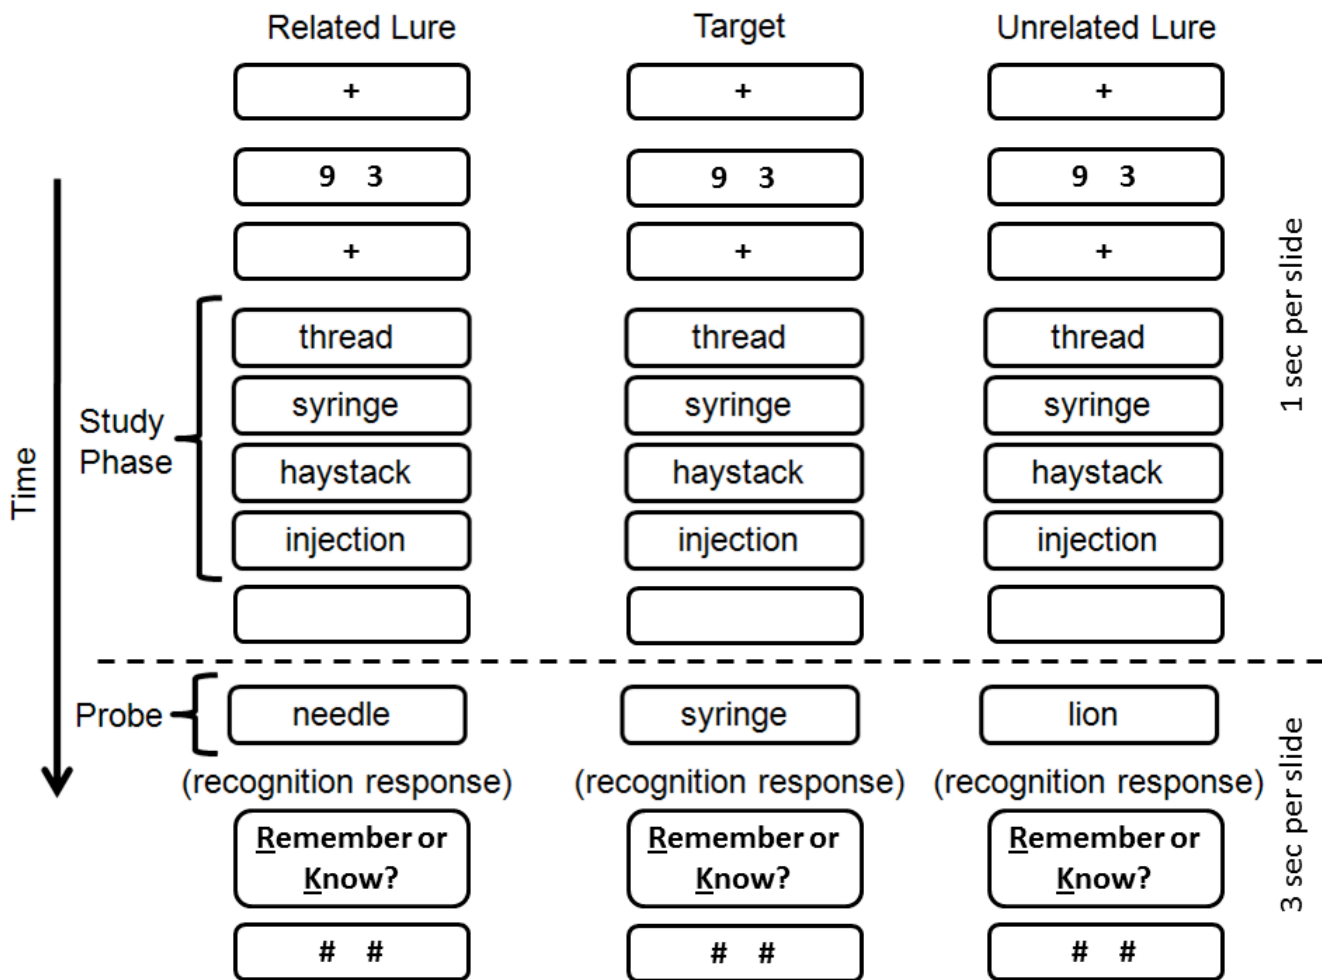 Related Lure Target Unrelated Lure
+ + +
9 3 9 3 9 3
+ + +
thread thread thread
syringe syringe syringe
Study
Phase
haystack haystack haystack
injection injection injection
Time
1 sec per slide
Probe needle syringe lion
(recognition response) (recognition response) (recognition response)
Remember or Remember or Remember or
Know? Know? Know?
# # # # # #
3 sec per slide